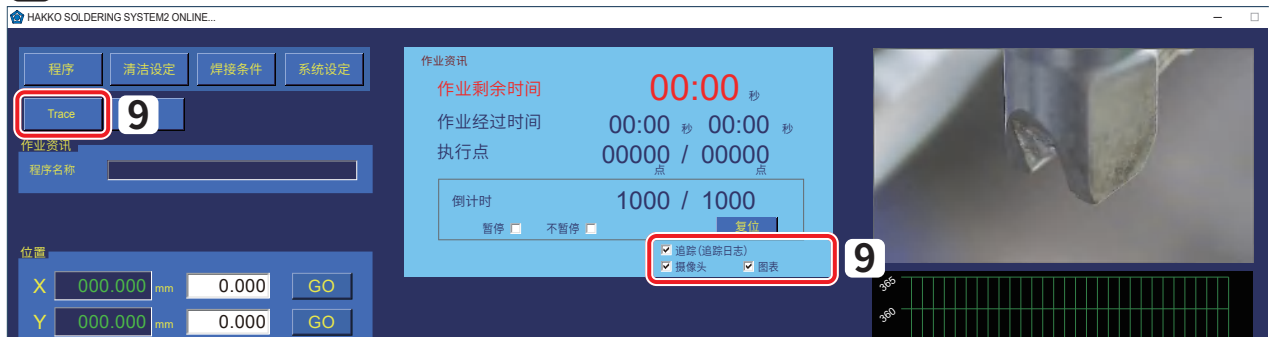 HAKKO SOLDERING SYSTEM2 ONLINE...
程序 清洁设定 焊接条件 系统设定
Trace 9
作业资讯
程序名称
位置
X 000.000 mm 0.000 GO
Y 000.000 mm 0.000 GO
作业资讯
作业剩余时间 00:00 秒
作业经过时间 00:00 秒 00:00 秒
执行点 00000 / 00000
点 点
倒计时 1000 / 1000
暂停 不暂停 复位
追踪(追踪日志)
摄像头 图表
9
365
360